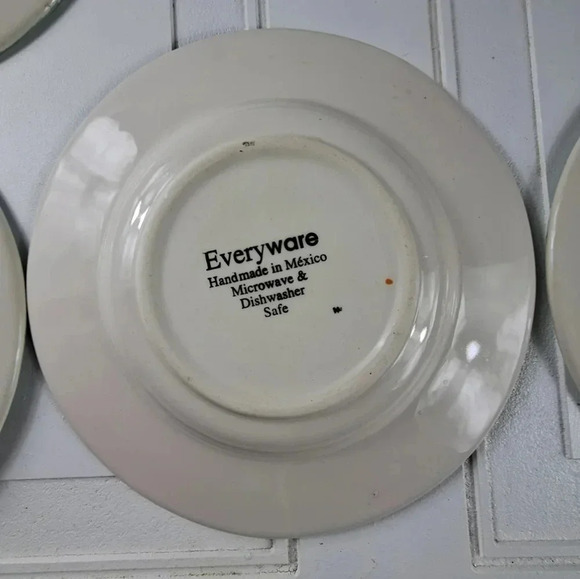 Everyware
Handmade in México
Microwave &
Dishwasher
Safe